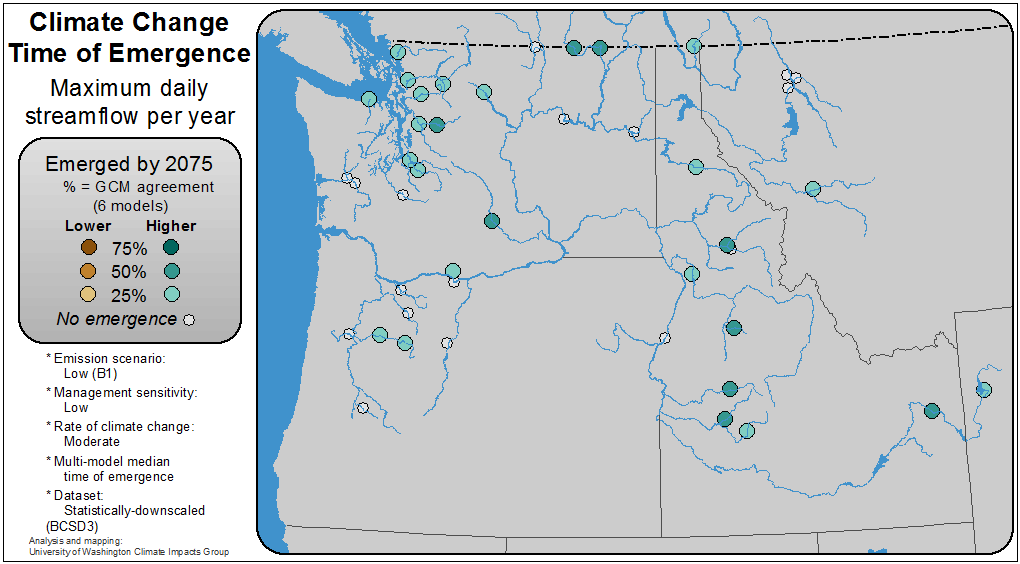 Climate Change
Time of Emergence
Maximum daily
streamflow per year
Emerged by 2075
% = GCM agreement
(6 models)
Lower Higher
75%
50%
25%
No emergence
* Emission scenario:
Low (B1)
* Management sensitivity:
Low
* Rate of climate change:
Moderate
* Multi-model median
time of emergence
* Dataset:
Statistically-downscaled
(BCSD3)
Analysis and mapping:
University of Washington Climate Impacts Group